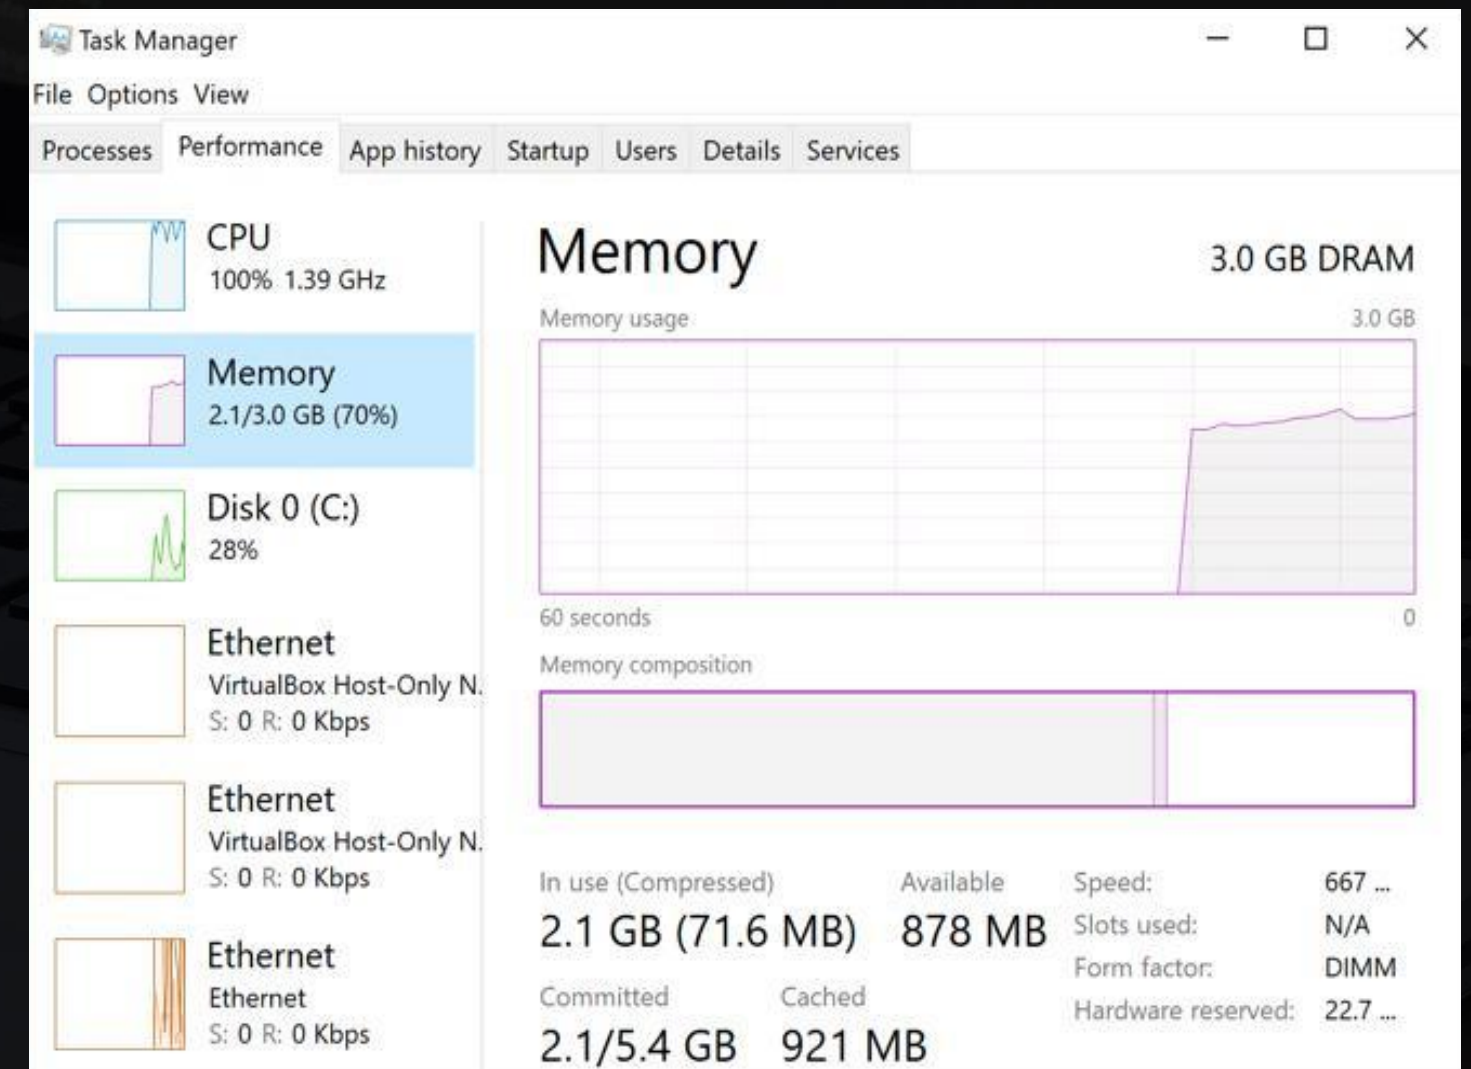 Task Manager
File Options View
Processes Performance App history Startup Users Details Services
CPU
100% 1.39 GHz
Memory
2.1/3.0 GB (70%)
Disk 0 (C:)
28%
Ethernet
VirtualBox Host-Only N.
S: 0 R: 0 Kbps
Ethernet
VirtualBox Host-Only N.
S: 0 R: 0 Kbps
Ethernet
Ethernet
S: 0 R: 0 Kbps
Memory 3.0 GB DRAM
Memory usage 3.0 GB
60 seconds 0
Memory composition
In use (Compressed) Available
2.1 GB (71.6 MB) 878 MB
Committed Cached
2.1/5.4 GB 921 MB
Speed: 667 ...
Slots used: N/A
Form factor: DIMM
Hardware reserved: 22.7 ...